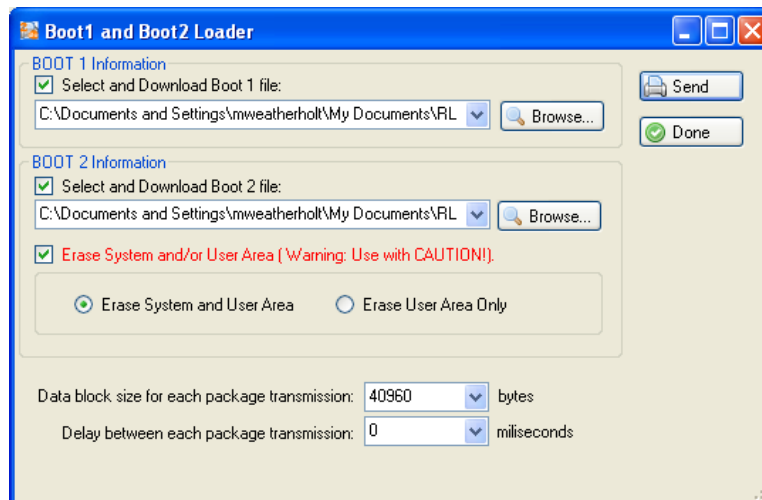 Boot1 and Boot2 Loader
BOOT 1 Information
Select and Download Boot 1 file:
C:\Documents and Settings\mweatherholt\My Documents\RL
Browse...
Send
Done
BOOT 2 Information
Select and Download Boot 2 file:
C:\Documents and Settings\mweatherholt\My Documents\RL
Browse...
Erase System and/or User Area ( Warning: Use with CAUTION!).
Erase System and User Area
Erase User Area Only
Data block size for each package transmission: 40960 bytes
Delay between each package transmission: 0 miliseconds